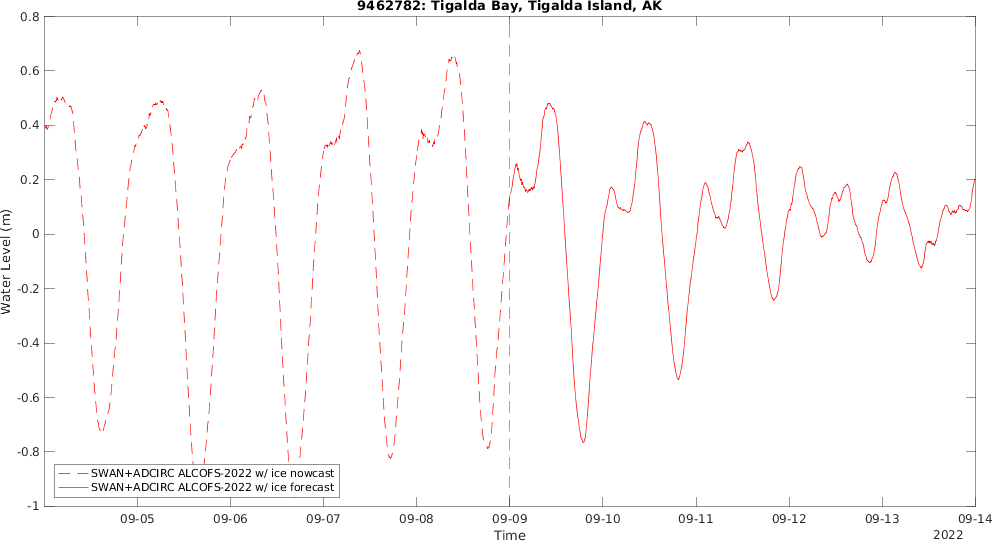 9462782: Tigalda Bay, Tigalda Island, AK
0.8
0.6
0.4
0.2
0
-0.2
-0.4
-0.6
-0.8
-1
Water Level (m)
SWAN+ADCIRC ALCOFS-2022 w/ ice nowcast
SWAN+ADCIRC ALCOFS-2022 w/ ice forecast
09-05 09-06 09-07 09-08 09-09 09-10 09-11 09-12 09-13 09-14
Time
2022